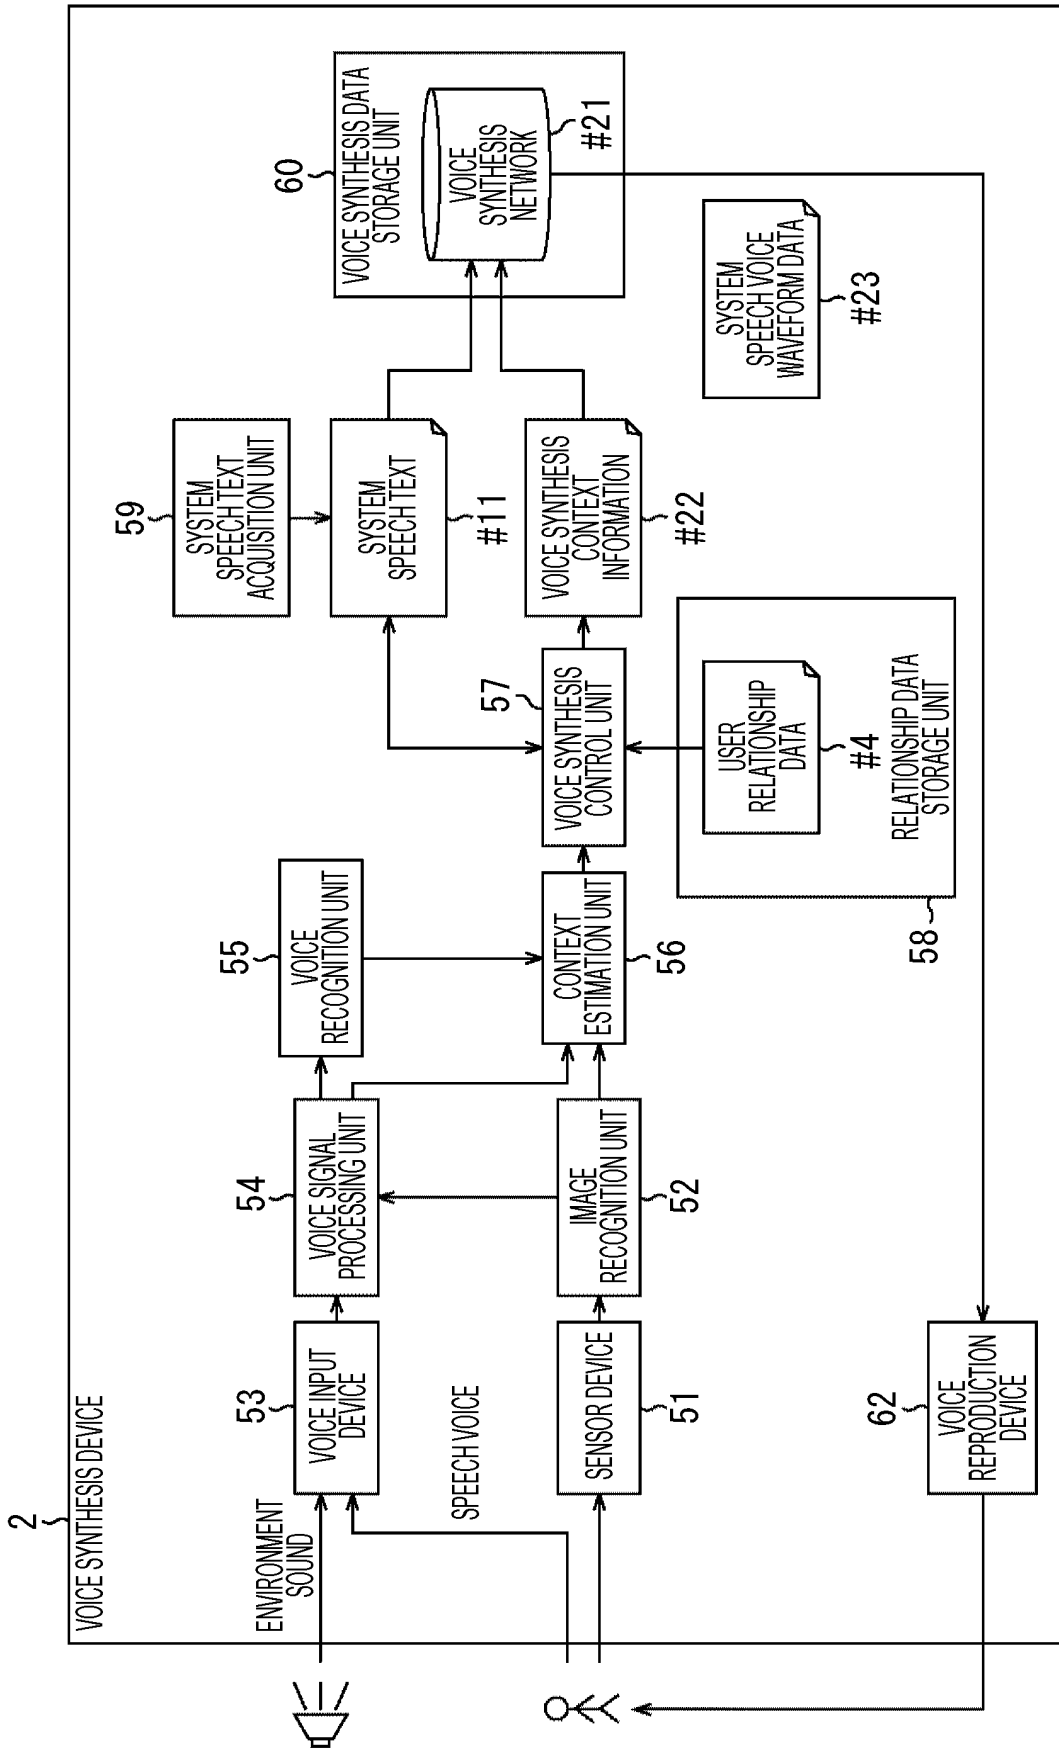 2
VOICE SYNTHESIS DEVICE
ENVIRONMENT
SOUND
SPEECH VOICE
53
VOICE INPUT
DEVICE
54
VOICE SIGNAL
PROCESSING UNIT
55
VOICE
RECOGNITION UNIT
SENSOR DEVICE
51
IMAGE
RECOGNITION UNIT
52
CONTEXT
ESTIMATION UNIT
56
57
VOICE SYNTHESIS
CONTROL UNIT
USER
RELATIONSHIP
DATA
#4
RELATIONSHIP DATA
STORAGE UNIT
58
59
SYSTEM
SPEECH TEXT
ACQUISITION UNIT
SYSTEM
SPEECH TEXT
#11
VOICE SYNTHESIS
CONTEXT
INFORMATION
#22
60
VOICE SYNTHESIS DATA
STORAGE UNIT
VOICE
SYNTHESIS
NETWORK
#21
SYSTEM
SPEECH VOICE
WAVEFORM DATA
#23
62
VOICE
REPRODUCTION
DEVICE